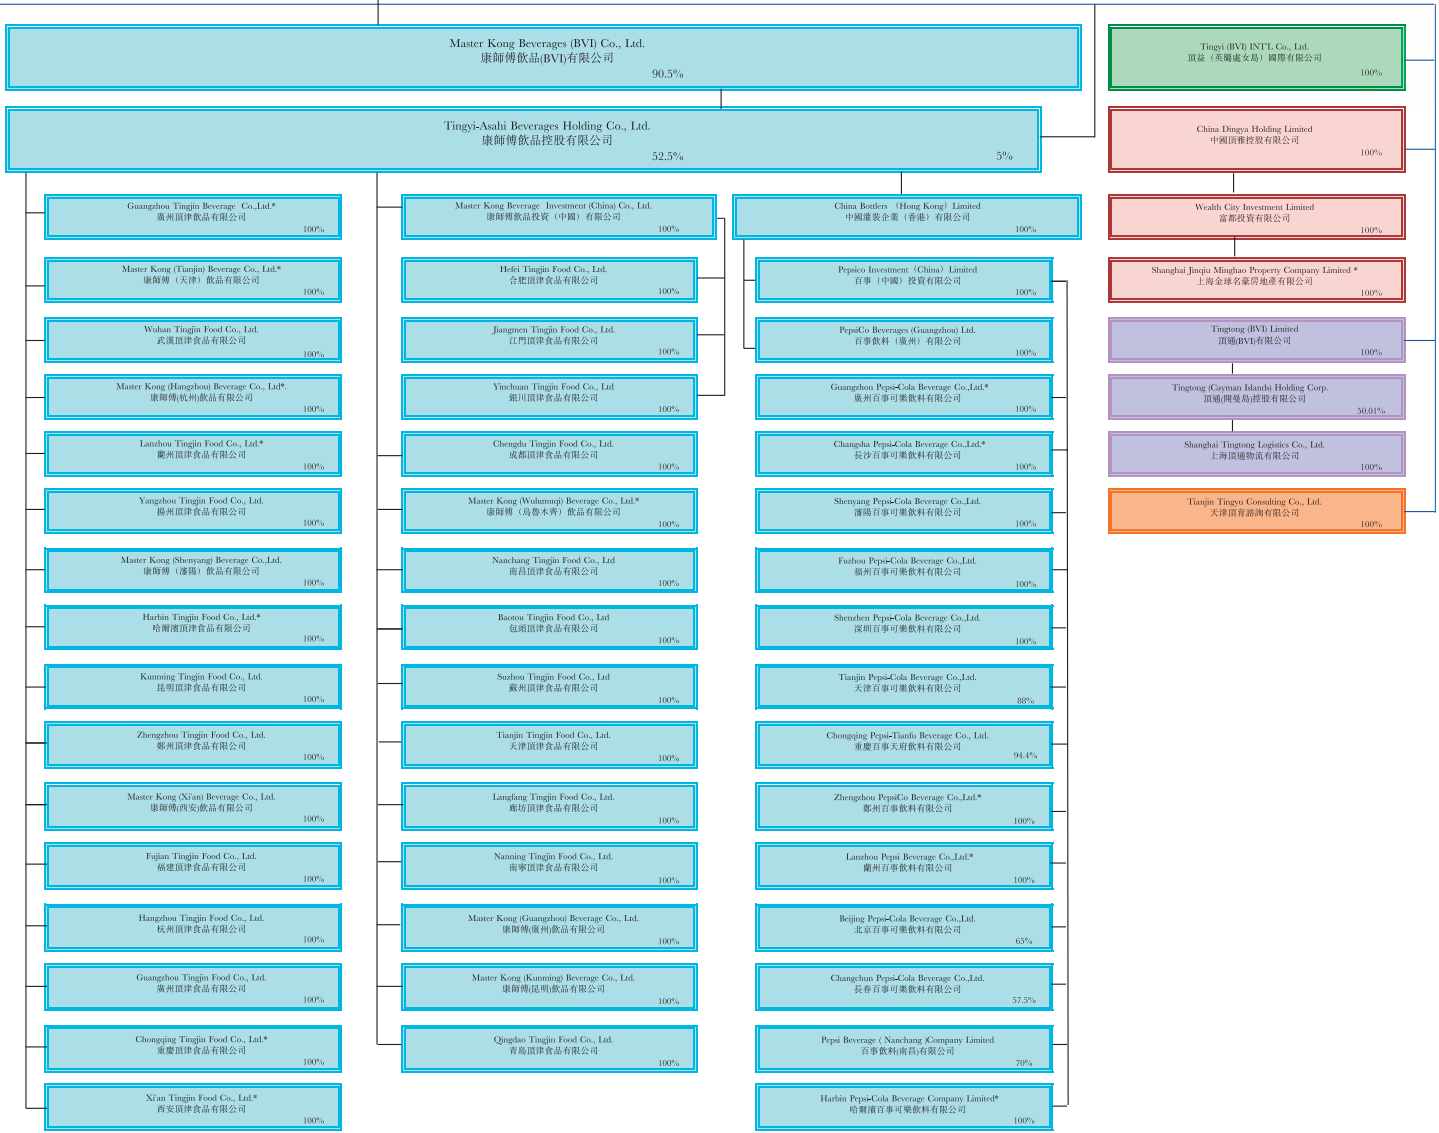 Master Kong Beverages (BVI) Co., Ltd.
康師傅飲品(BVI)有限公司
90.5%
Tingyi-Asahi Beverages Holding Co., Ltd.
康師傅飲品控股有限公司
52.5%
5%
Guangzhou Tingjin Beverage Co.,Ltd.*
廣州頂津飲品有限公司
100%
Master Kong (Tianjin) Beverage Co., Ltd.*
康師傅（天津）飲品有限公司
100%
Wuhan Tingjin Food Co., Ltd.
武漢頂津食品有限公司
100%
Master Kong (Hangzhou) Beverage Co., Ltd*.
康師傅(杭州)飲品有限公司
100%
Lanzhou Tingjin Food Co., Ltd.*
蘭州頂津食品有限公司
100%
Yangzhou Tingjin Food Co., Ltd.
揚州頂津食品有限公司
100%
Master Kong (Shenyang) Beverage Co.,Ltd.
康師傅（瀋陽）飲品有限公司
100%
Harbin Tingjin Food Co., Ltd.*
哈爾濱頂津食品有限公司
100%
Kunming Tingjin Food Co., Ltd.
昆明頂津食品有限公司
100%
Zhengzhou Tingjin Food Co., Ltd.
鄭州頂津食品有限公司
100%
Master Kong (Xi'an) Beverage Co., Ltd.
康師傅(西安)飲品有限公司
100%
Fujian Tingjin Food Co., Ltd.
福建頂津食品有限公司
100%
Hangzhou Tingjin Food Co., Ltd.
杭州頂津食品有限公司
100%
Guangzhou Tingjin Food Co., Ltd.
廣州頂津食品有限公司
100%
Chongqing Tingjin Food Co., Ltd.*
重慶頂津食品有限公司
100%
Xi'an Tingjin Food Co., Ltd.*
西安頂津食品有限公司
100%
Master Kong Beverage Investment (China) Co., Ltd.
康師傅飲品投資（中國）有限公司
100%
Hefei Tingjin Food Co., Ltd.
合肥頂津食品有限公司
100%
Jiangmen Tingjin Food Co., Ltd.
江門頂津食品有限公司
100%
Yinchuan Tingjin Food Co., Ltd
銀川頂津食品有限公司
100%
Chengdu Tingjin Food Co., Ltd.
成都頂津食品有限公司
100%
Master Kong (Wulumuqi) Beverage Co., Ltd.*
康師傅（烏魯木齊）飲品有限公司
100%
Nanchang Tingjin Food Co., Ltd
南昌頂津食品有限公司
100%
Baotou Tingjin Food Co., Ltd
包頭頂津食品有限公司
100%
Suzhou Tingjin Food Co., Ltd
蘇州頂津食品有限公司
100%
Tianjin Tingjin Food Co., Ltd.
天津頂津食品有限公司
100%
Langfang Tingjin Food Co., Ltd.
廊坊頂津食品有限公司
100%
Nanning Tingjin Food Co., Ltd.
南寧頂津食品有限公司
100%
Master Kong (Guangzhou) Beverage Co., Ltd.
康師傅(廣州)飲品有限公司
100%
Master Kong (Kunming) Beverage Co., Ltd.
康師傅(昆明)飲品有限公司
100%
Qingdao Tingjin Food Co., Ltd.
青島頂津食品有限公司
100%
China Bottlers （Hong Kong）Limited
中國灌裝企業（香港）有限公司
100%
Pepsico Investment（China）Limited
百事（中國）投資有限公司
100%
PepsiCo Beverages (Guangzhou) Ltd.
百事飲料（廣州）有限公司
100%
Guangzhou Pepsi-Cola Beverage Co.,Ltd.*
廣州百事可樂飲料有限公司
100%
Changsha Pepsi-Cola Beverage Co.,Ltd.*
長沙百事可樂飲料有限公司
100%
Shenyang Pepsi-Cola Beverage Co.,Ltd.
瀋陽百事可樂飲料有限公司
100%
Fuzhou Pepsi-Cola Beverage Co.,Ltd.
福州百事可樂飲料有限公司
100%
Shenzhen Pepsi-Cola Beverage Co.,Ltd.
深圳百事可樂飲料有限公司
100%
Tianjin Pepsi-Cola Beverage Co.,Ltd.
天津百事可樂飲料有限公司
88%
Chongqing Pepsi-Tianfu Beverage Co., Ltd.
重慶百事天府飲料有限公司
94.4%
Zhengzhou PepsiCo Beverage Co.,Ltd.*
鄭州百事飲料有限公司
100%
Lanzhou Pepsi Beverage Co.,Ltd.*
蘭州百事飲料有限公司
100%
Beijing Pepsi-Cola Beverage Co.,Ltd.
北京百事可樂飲料有限公司
65%
Changchun Pepsi-Cola Beverage Co.,Ltd.
長春百事可樂飲料有限公司
57.5%
Pepsi Beverage ( Nanchang )Company Limited
百事飲料(南昌)有限公司
70%
Harbin Pepsi-Cola Beverage Company Limited*
哈爾濱百事可樂飲料有限公司
100%
Tingyi (BVI) INT'L Co., Ltd.
頂益（英屬處女島）國際有限公司
100%
China Dingya Holding Limited
中國頂雅控股有限公司
100%
Wealth City Investment Limited
富都投資有限公司
100%
Shanghai Jinqiu Minghao Property Company Limited *
上海金球名豪房地產有限公司
100%
Tingtong (BVI) Limited
頂通(BVI)有限公司
100%
Tingtong (Cayman Islands) Holding Corp.
頂通(開曼島)控股有限公司
50.01%
Shanghai Tingtong Logistics Co., Ltd.
上海頂通物流有限公司
100%
Tianjin Tingyu Consulting Co., Ltd.
天津頂育諮詢有限公司
100%